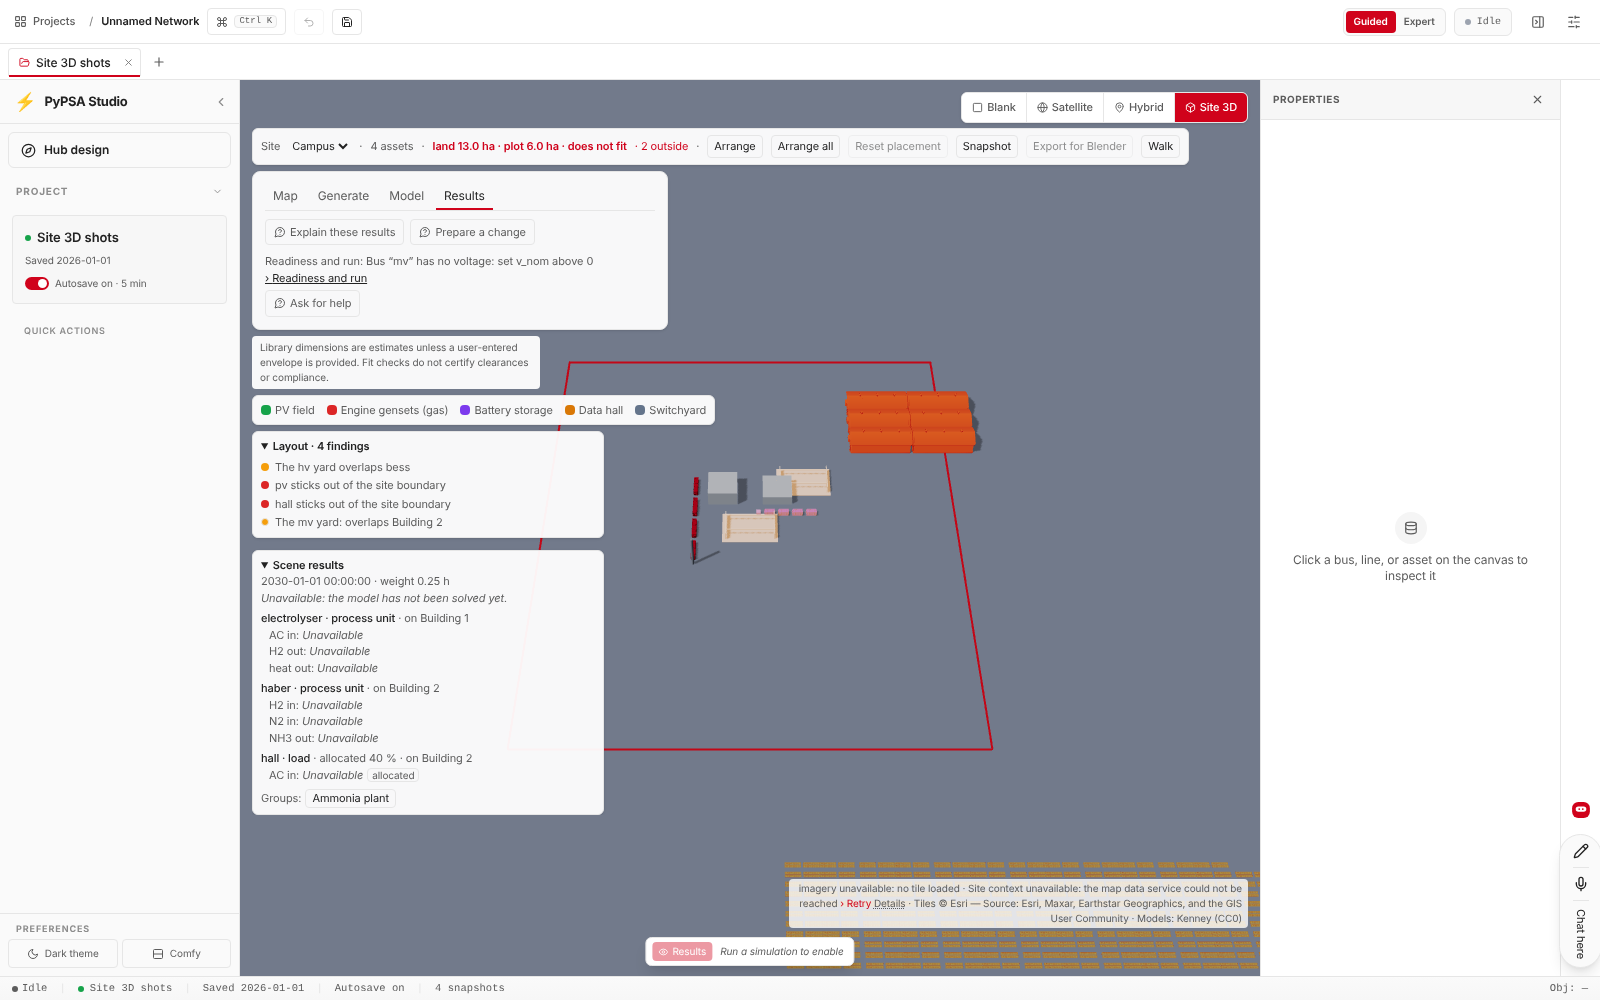 Projects / Unnamed Network Ctrl K
Guided Expert Idle
Site 3D shots
PyPSA Studio
Hub design
PROJECT
Site 3D shots
Saved 2026-01-01
Autosave on · 5 min
QUICK ACTIONS
PREFERENCES
Dark theme Comfy
Blank Satellite Hybrid Site 3D
Site Campus · 4 assets · land 13.0 ha · plot 6.0 ha · does not fit · 2 outside · Arrange Arrange all Reset placement Snapshot Export for Blender Walk
Map Generate Model Results
Explain these results Prepare a change
Readiness and run: Bus “mv” has no voltage: set v_nom above 0
› Readiness and run
Ask for help
Library dimensions are estimates unless a user-entered
envelope is provided. Fit checks do not certify clearances
or compliance.
PV field Engine gensets (gas) Battery storage Data hall Switchyard
▼ Layout · 4 findings
The hv yard overlaps bess
pv sticks out of the site boundary
hall sticks out of the site boundary
The mv yard: overlaps Building 2
▼ Scene results
2030-01-01 00:00:00 · weight 0.25 h
Unavailable: the model has not been solved yet.
electrolyser · process unit · on Building 1
AC in: Unavailable
H2 out: Unavailable
heat out: Unavailable
haber · process unit · on Building 2
H2 in: Unavailable
N2 in: Unavailable
NH3 out: Unavailable
hall · load · allocated 40 % · on Building 2
AC in: Unavailable allocated
Groups: Ammonia plant
imagery unavailable: no tile loaded · Site context unavailable: the map data service could not be
reached › Retry Details · Tiles © Esri — Source: Esri, Maxar, Earthstar Geographics, and the GIS
User Community · Models: Kenney (CC0)
Results Run a simulation to enable
PROPERTIES
Click a bus, line, or asset on the canvas to
inspect it
Chat here
Idle Site 3D shots Saved 2026-01-01 Autosave on 4 snapshots Obj: —